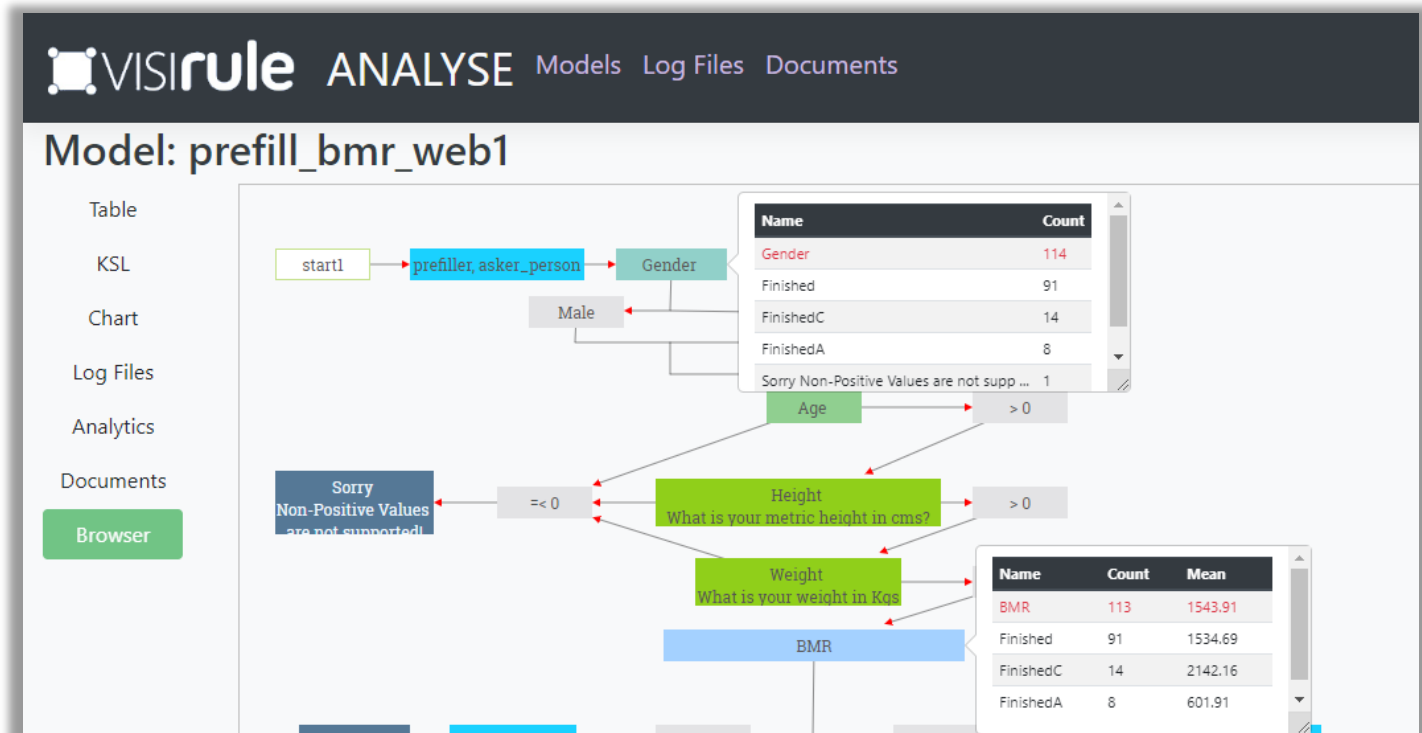 VISIrule ANALYSE Models Log Files Documents
Model: prefill_bmr_web1
Table
KSL
Chart
Log Files
Analytics
Documents
Browser
start1
prefiller, asker_person
Gender
Male
Name Count
Gender 114
Finished 91
FinishedC 14
FinishedA 8
Sorry Non-Positive Values are not supp ... 1
Age
> 0
Sorry
Non-Positive Values
are not supported!
=< 0
Height
What is your metric height in cms?
> 0
Weight
What is your weight in Kgs
BMR
Name Count Mean
BMR 113 1543.91
Finished 91 1534.69
FinishedC 14 2142.16
FinishedA 8 601.91